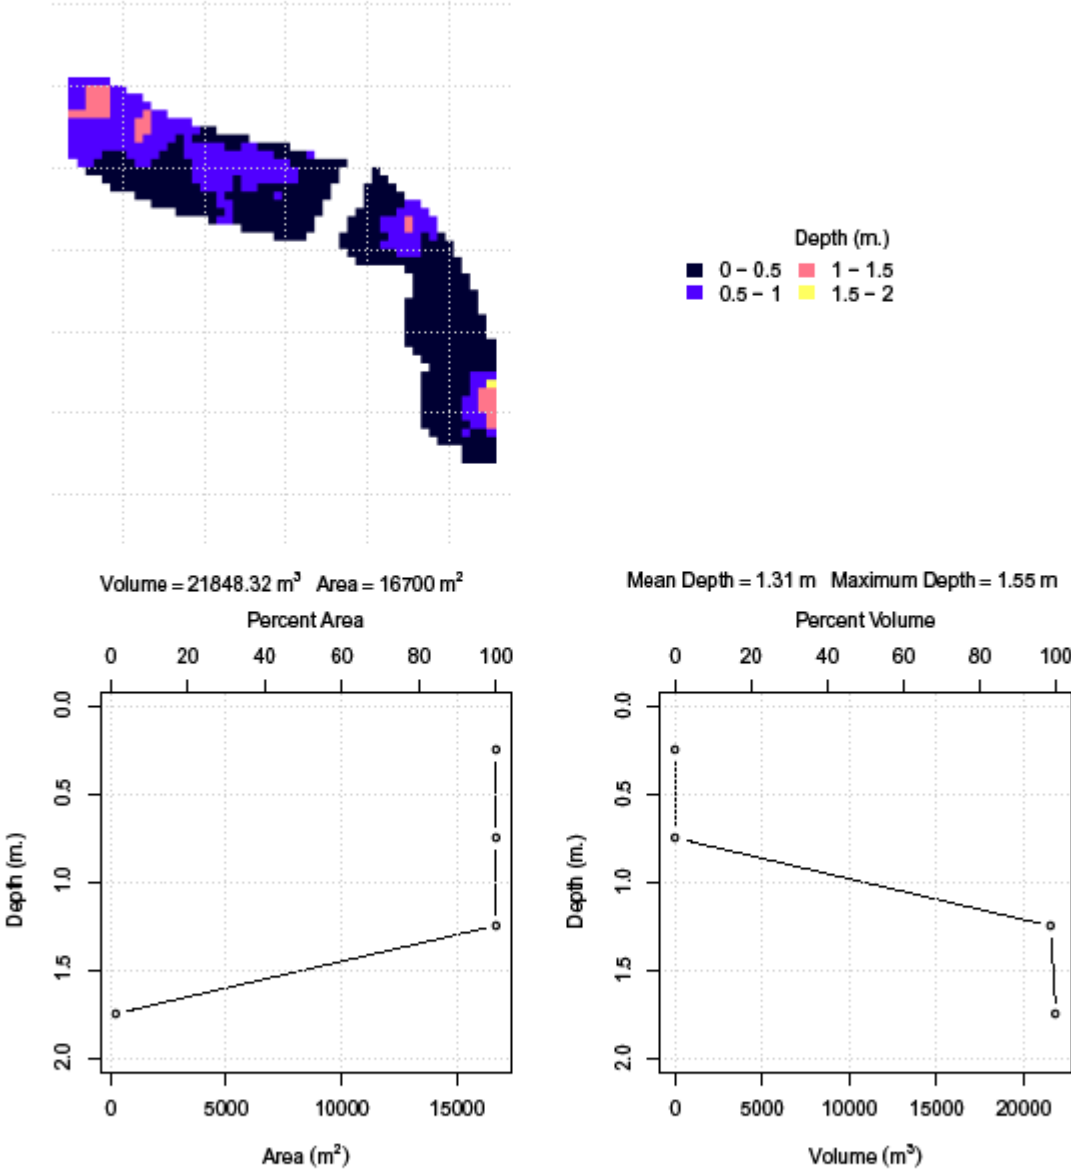 Depth (m.)
0 – 0.5 1 – 1.5
0.5 – 1 1.5 – 2
Volume = 21848.32 m³ Area = 16700 m²
Mean Depth = 1.31 m Maximum Depth = 1.55 m
Percent Area
0 20 40 60 80 100
0.0
0.5
1.0
1.5
2.0
Depth (m.)
0 5000 10000 15000
Area (m²)
Percent Volume
0 20 40 60 80 100
0.0
0.5
1.0
1.5
2.0
Depth (m.)
0 5000 10000 15000 20000
Volume (m³)